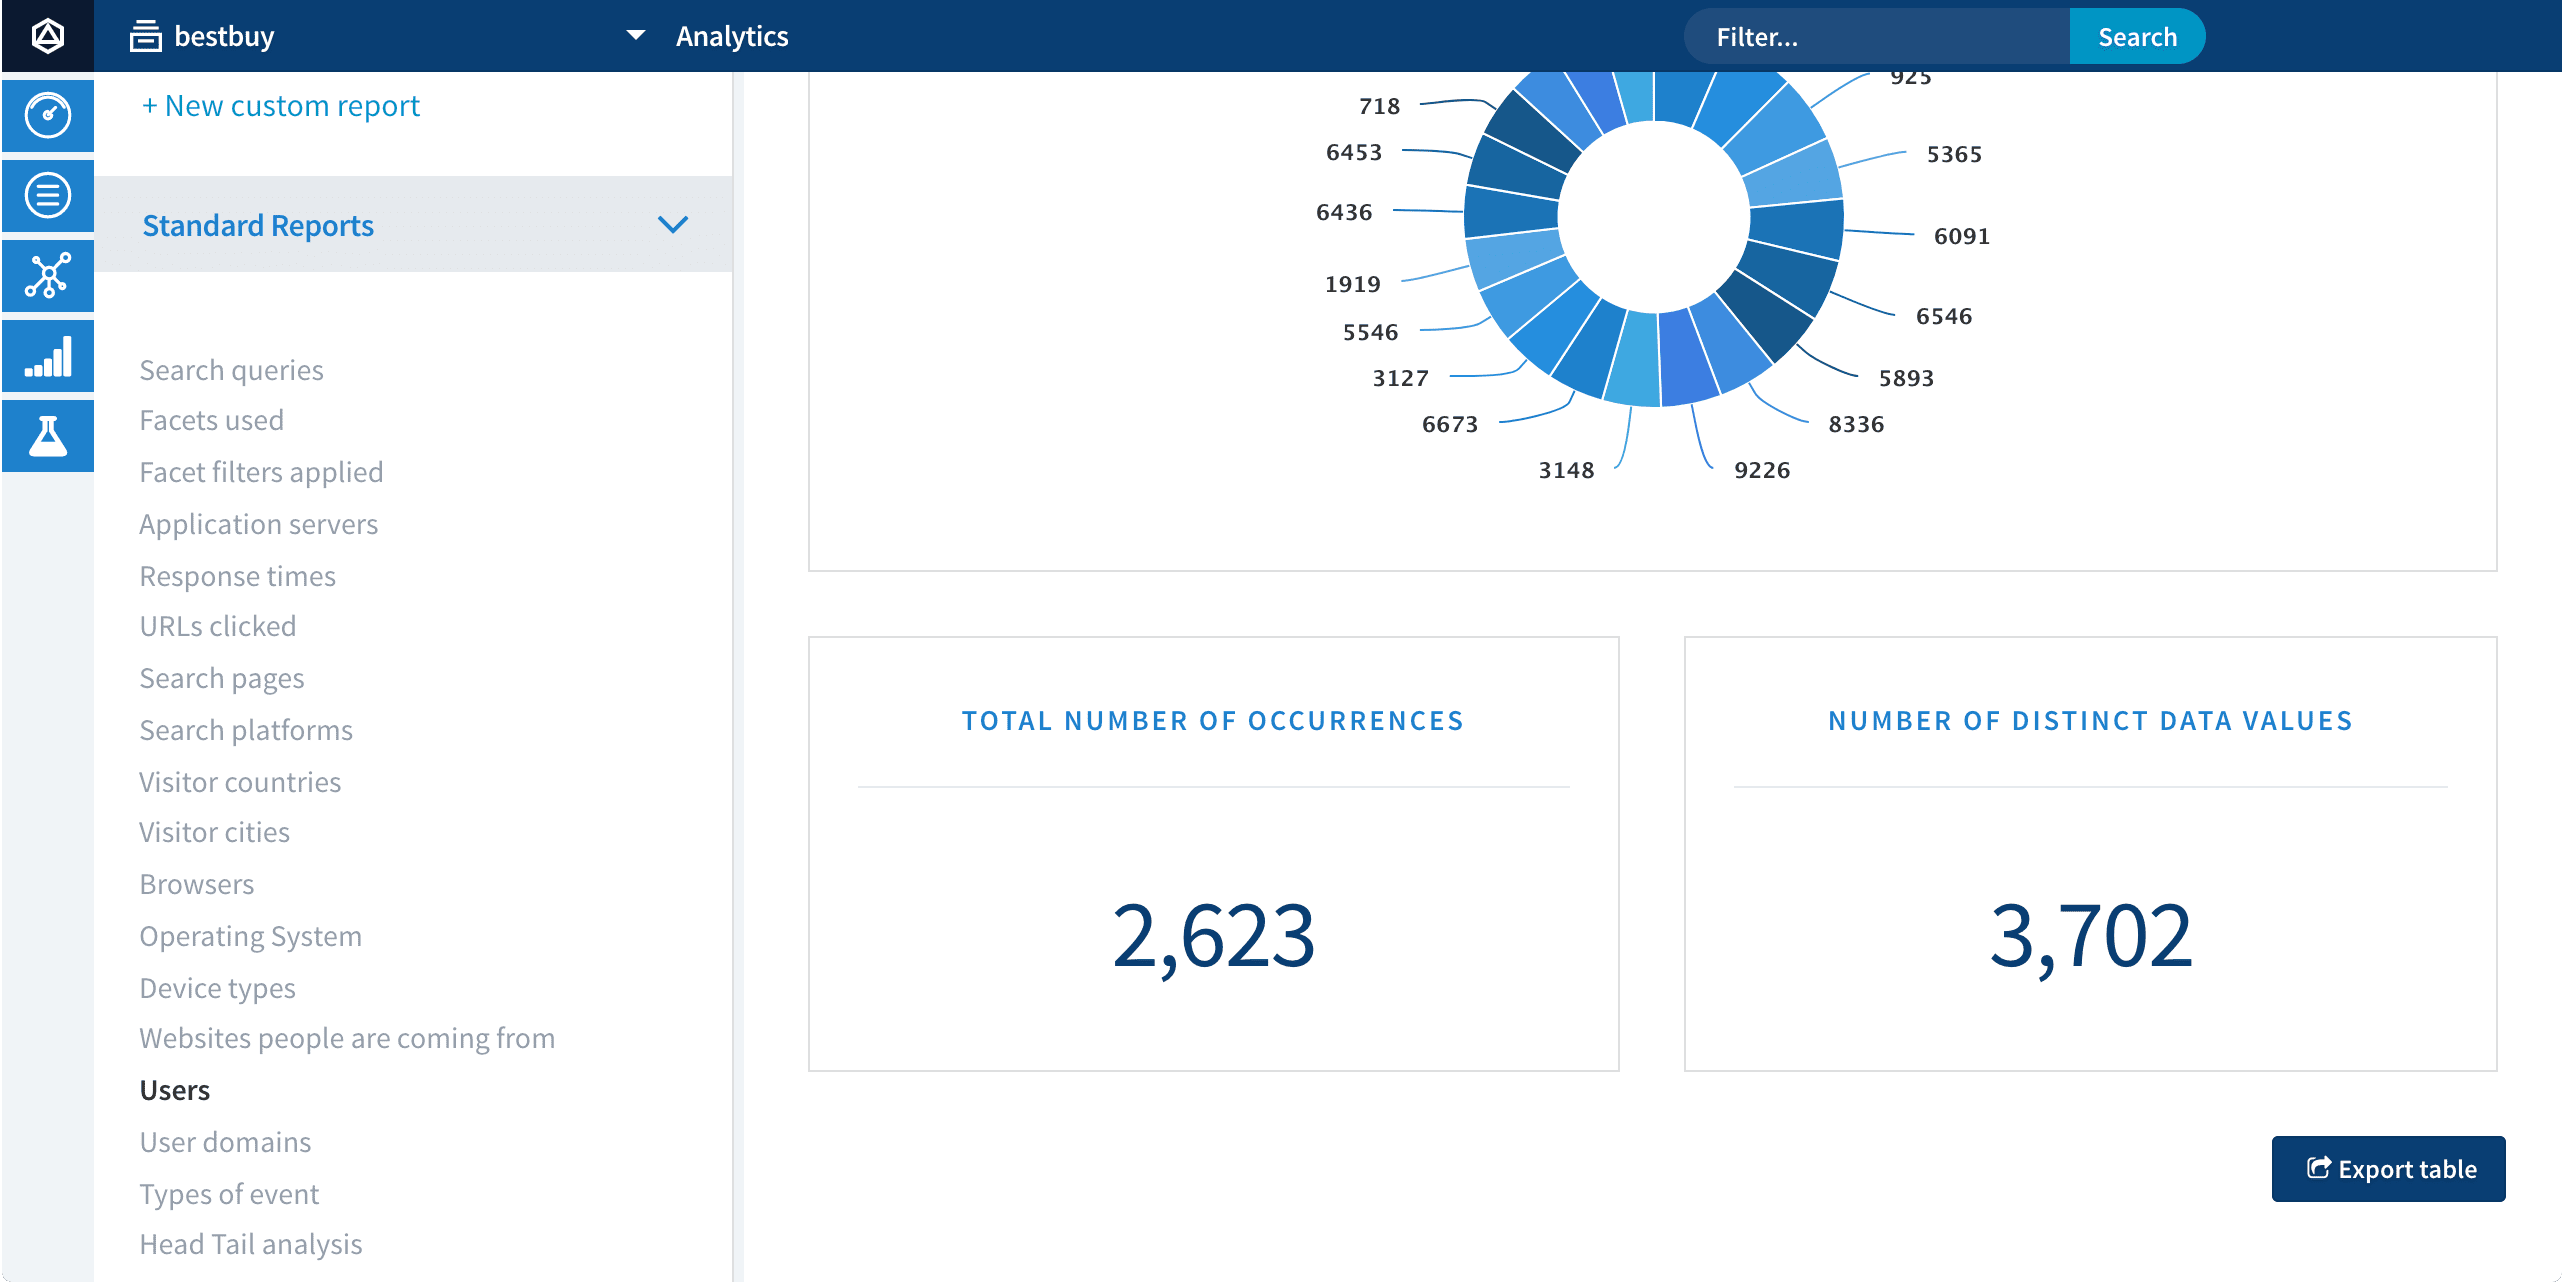 bestbuy
Analytics
Filter...
Search
+ New custom report
Standard Reports
Search queries
Facets used
Facet filters applied
Application servers
Response times
URLs clicked
Search pages
Search platforms
Visitor countries
Visitor cities
Browsers
Operating System
Device types
Websites people are coming from
Users
User domains
Types of event
Head Tail analysis
925
718
6453
5365
6436
6091
1919
6546
5546
3127
5893
6673
8336
3148
9226
TOTAL NUMBER OF OCCURRENCES
2,623
NUMBER OF DISTINCT DATA VALUES
3,702
Export table